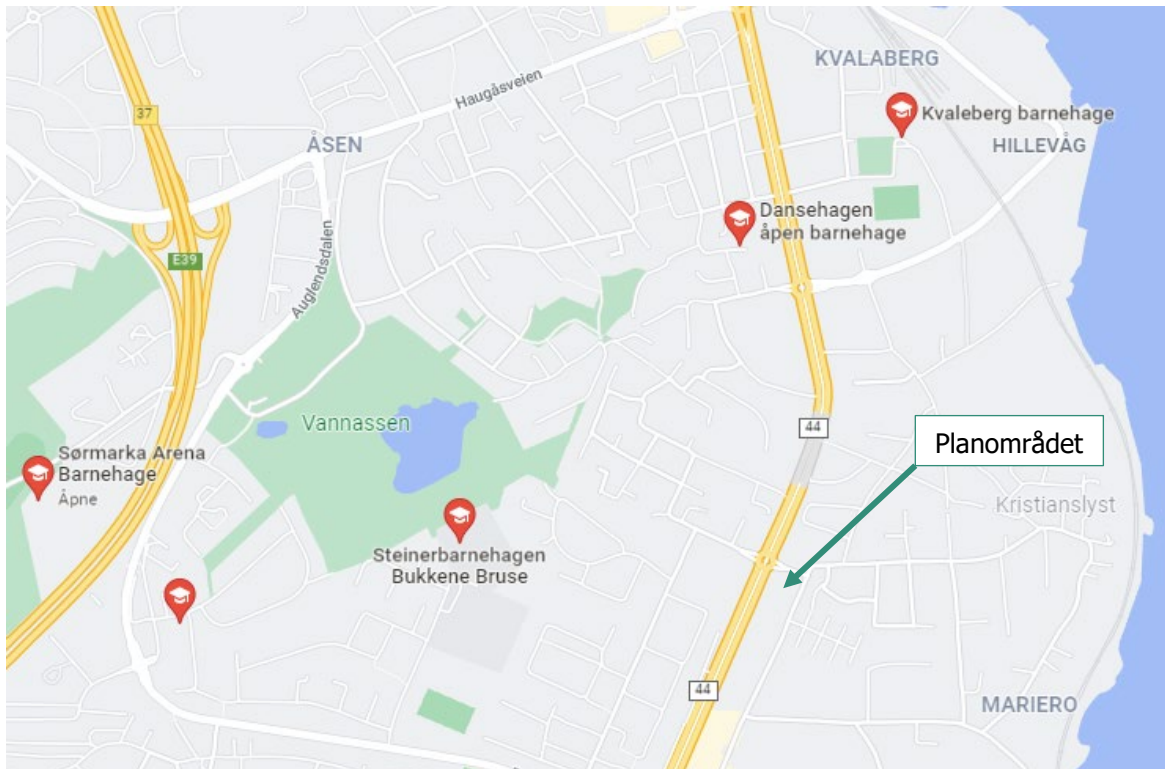 KVALABERG
Haugåsveien
37
Kvaleberg barnehage
ÅSEN
HILLEVÅG
Dansehagen
åpen barnehage
E39
Auglendsdalen
Vannassen
44
Planområdet
Sørmarka Arena
Barnehage
Åpne
Kristianslyst
Steinerbarnehagen
Bukkene Bruse
44
MARIERO